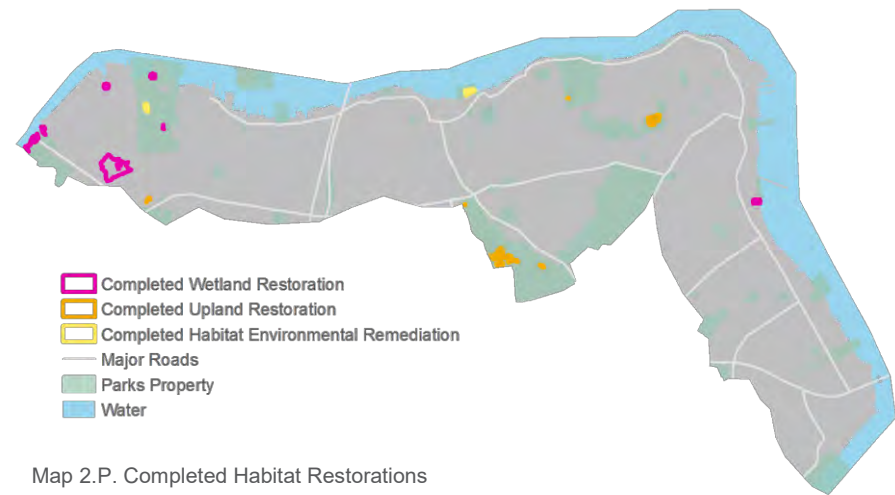 Completed Wetland Restoration
Completed Upland Restoration
Completed Habitat Environmental Remediation
Major Roads
Parks Property
Water
Map 2.P. Completed Habitat Restorations